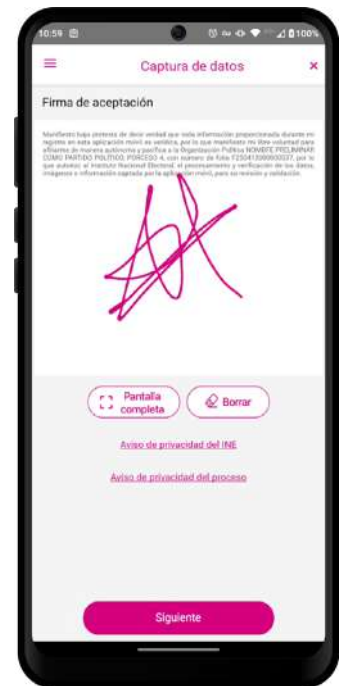 10:59
100%
Captura de datos
×
Firma de aceptación
Manifiesto bajo protesta de decir verdad que toda información proporcionada durante mi
registro en esta aplicación móvil es verídica, por lo que manifiesto mi libre voluntad para
afiliarme de manera autónoma y pacífica a la Organización Política NOMBRE PRELIMINAR
COMO PARTIDO POLÍTICO, PORCESO 4, con número de folio por lo
que autorizo al Instituto Nacional Electoral, el procesamiento y verificación de los datos,
imágenes e información captada por la aplicación móvil, para su revisión y validación.
Pantalla
completa
Borrar
Aviso de privacidad del INE
Aviso de privacidad del proceso
Siguiente